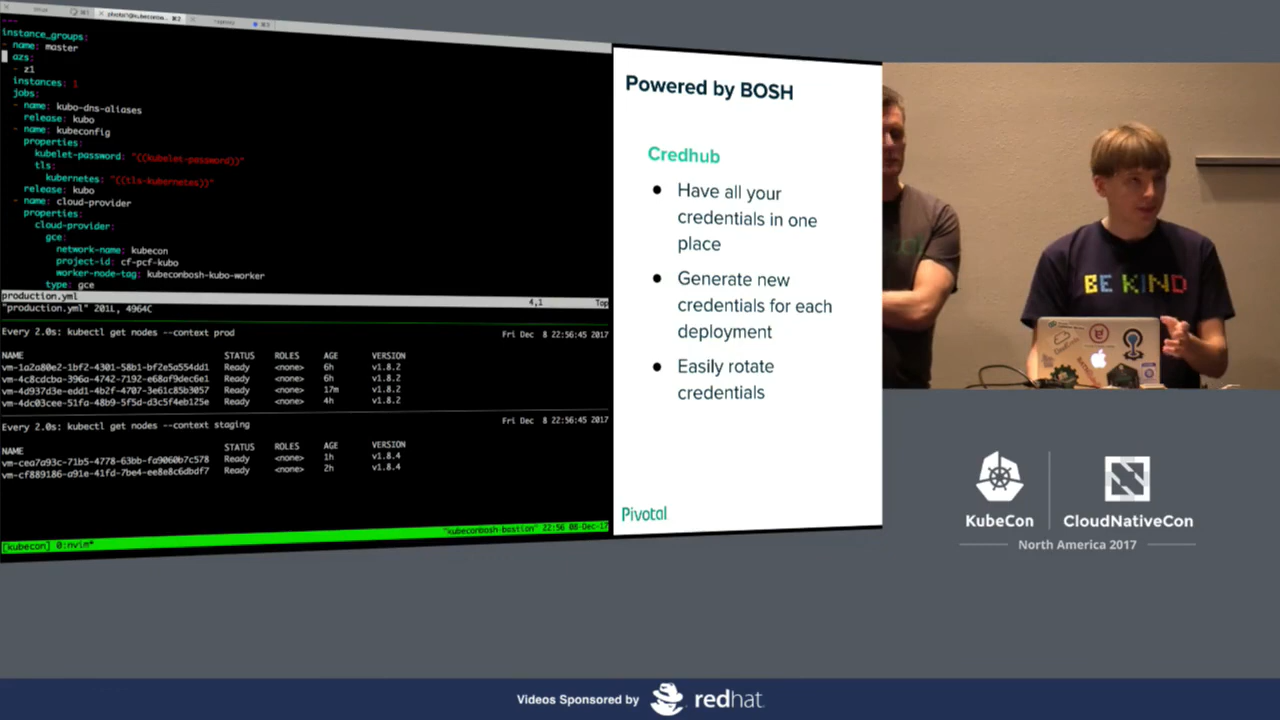 ---
instance_groups:
- name: master
azs:
- z1
instances: 1
jobs:
- name: kubo-dns-aliases
release: kubo
- name: kubeconfig
properties:
kubelet-password: "((kubelet-password))"
tls:
kubernetes: "((tls-kubernetes))"
release: kubo
- name: cloud-provider
properties:
cloud-provider:
gce:
network-name: kubecon
project-id: cf-pcf-kubo
worker-node-tag: kubeconbosh-kubo-worker
type: gce
production.yml 4,1 Top
"production.yml" 201L, 4964C
Every 2.0s: kubectl get nodes --context prod Fri Dec 8 22:56:45 2017
NAME STATUS ROLES AGE VERSION
vm-1a2a80e2-1bf2-4301-58b1-bf2e5a554dd1 Ready <none> 6h v1.8.2
vm-4c8cdcba-396a-4742-7192-e68af9dec6e1 Ready <none> 6h v1.8.2
vm-4d937d3e-edd1-4b2f-4707-3e61c85b3057 Ready <none> 17m v1.8.2
vm-4dc03cee-51fa-48b9-5f5d-d3c5f4eb125e Ready <none> 4h v1.8.2
Every 2.0s: kubectl get nodes --context staging Fri Dec 8 22:56:45 2017
NAME STATUS ROLES AGE VERSION
vm-cea7a93c-71b5-4778-63bb-fa9060b7c578 Ready <none> 1h v1.8.4
vm-cf889186-a91e-41fd-7be4-ee8e8c6dbdf7 Ready <none> 2h v1.8.4
[kubecon] 0:nvim* "kubeconbosh-bastion" 22:56 08-Dec-17
Powered by BOSH
Credhub
● Have all your
credentials in one
place
● Generate new
credentials for each
deployment
● Easily rotate
credentials
Pivotal
BE KIND
KubeCon
CloudNativeCon
North America 2017
Videos Sponsored by redhat.